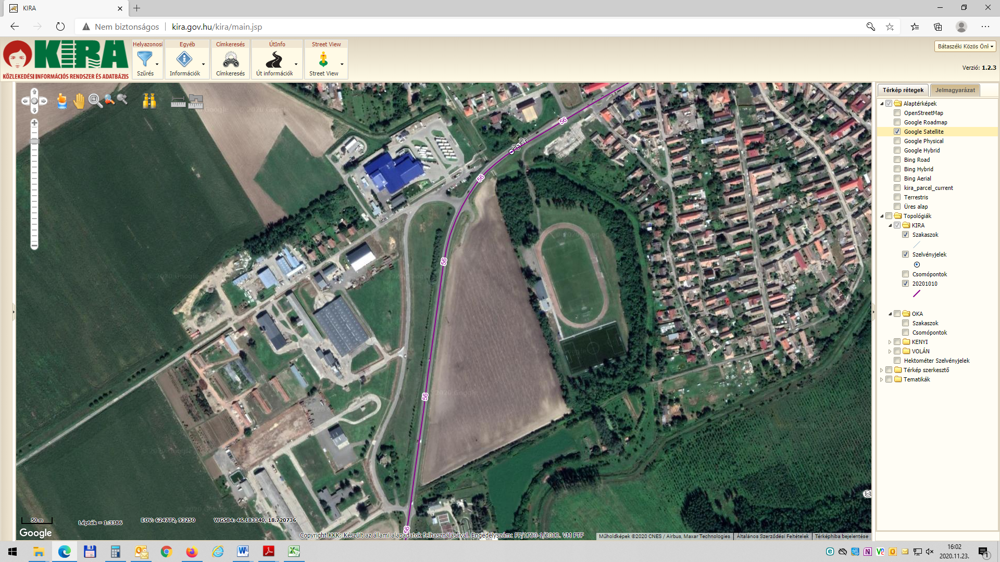 KIRA
Nem biztonságos
kira.gov.hu/kira/main.jsp
KIRA
KÖZLEKEDÉSI INFORMÁCIÓS RENDSZER ÉS ADATBÁZIS
Helyazonosí
Szűrés
Egyéb
Információk
Címkeresés
Címkeresés
ÚtInfo
Út információk
Street View
Street View
Bátaszéki Közös Önl
Verzió: 1.2.3
Térkép rétegek
Jelmagyarázat
Alaptérképek
OpenStreetMap
Google Roadmap
Google Satellite
Google Physical
Google Hybrid
Bing Road
Bing Hybrid
Bing Aerial
kira_parcel_current
Terrestris
Üres alap
Topológiák
KIRA
Szakaszok
Szelvényjelek
Csomópontok
20201010
OKA
Szakaszok
Csomópontok
KENYI
VOLÁN
Hektométer Szelvényjelek
Térkép szerkesztő
Tematikák
56
23
23
56
56
56
56
50 m
Lépték = 1:3386
EOV: 624772, 93250
WGS84: 46.183340, 18.720736
Google
Copyright KKK: Készült az állami alapadatok felhasználásával. Engedélyszám: FF/1750-1/2013. VM FTF
Műholdképek ©2020 CNES / Airbus, Maxar Technologies
Általános Szerződési Feltételek
Térképhiba bejelentése
16:02
2020.11.23.
1